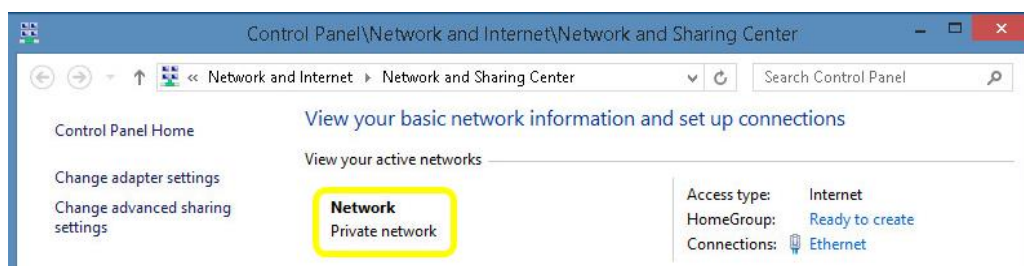 Control Panel\Network and Internet\Network and Sharing Center
« Network and Internet ▸ Network and Sharing Center
Search Control Panel
Control Panel Home
Change adapter settings
Change advanced sharing
settings
View your basic network information and set up connections
View your active networks
Network
Private network
Access type: Internet
HomeGroup: Ready to create
Connections: Ethernet